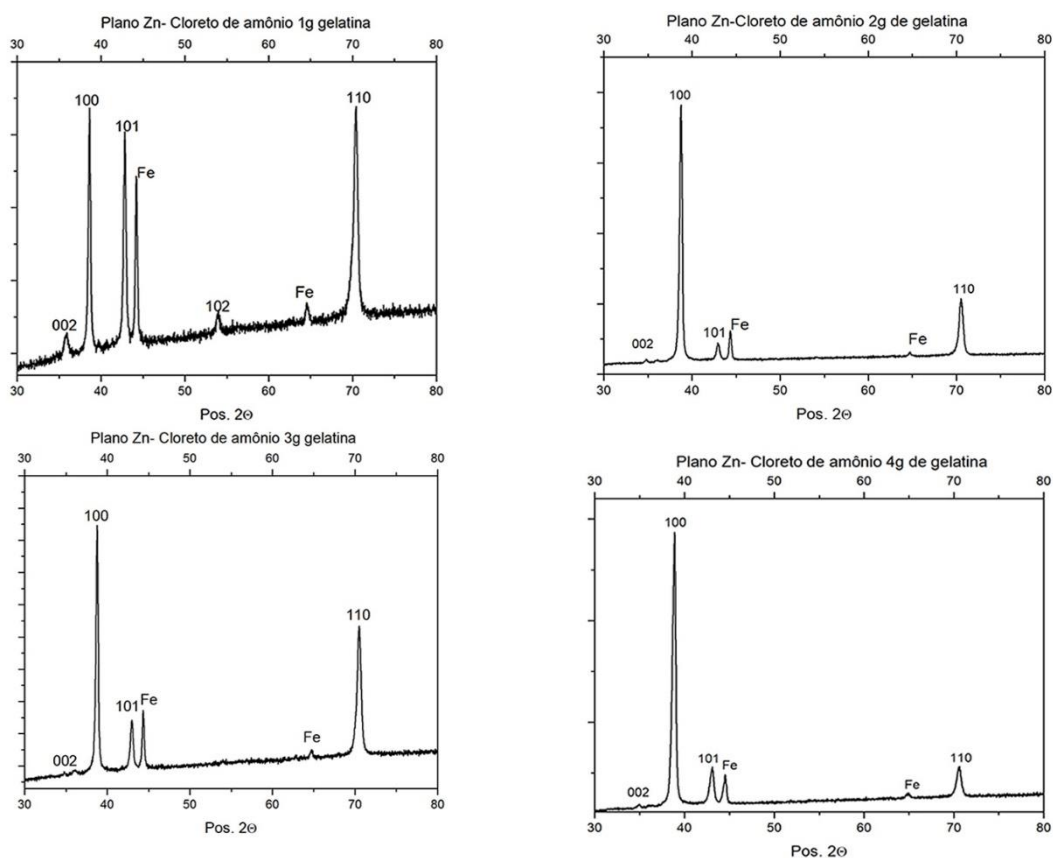 Plano Zn- Cloreto de amônio 1g gelatina
30 40 50 60 70 80
100
101
110
Fe
002
102
Fe
30 40 50 60 70 80
Pos. 2Θ
Plano Zn-Cloreto de amônio 2g de gelatina
30 40 50 60 70 80
100
110
101 Fe
Fe
002
30 40 50 60 70 80
Pos. 2Θ
Plano Zn- Cloreto de amônio 3g gelatina
30 40 50 60 70 80
100
110
101 Fe
Fe
002
30 40 50 60 70 80
Pos. 2Θ
Plano Zn- Cloreto de amônio 4g de gelatina
30 40 50 60 70 80
100
101 Fe
110
Fe
002
30 40 50 60 70 80
Pos. 2Θ